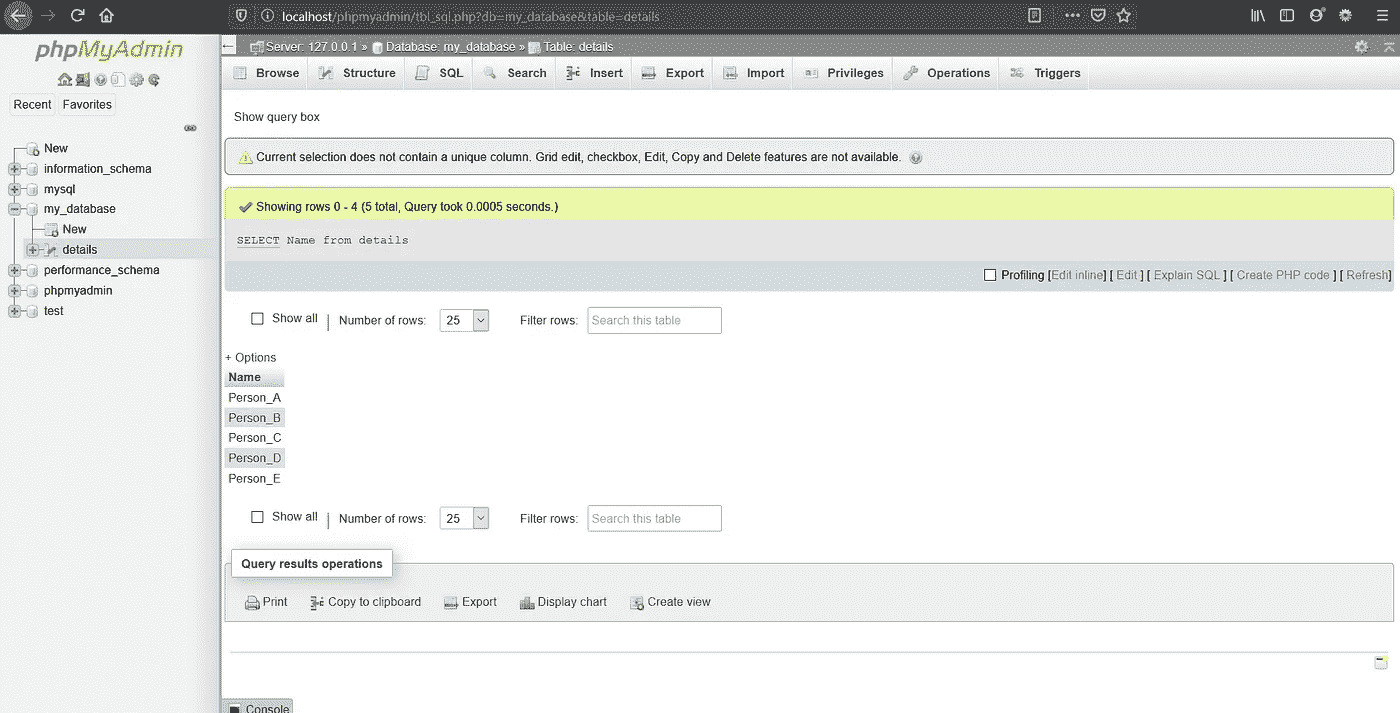 localhost/phpmyadmin/tbl_sql.php?db=my_database&table=details
phpMyAdmin
Recent Favorites
New
information_schema
mysql
my_database
New
details
performance_schema
phpmyadmin
test
Server: 127.0.0.1 » Database: my_database » Table: details
Browse Structure SQL Search Insert Export Import Privileges Operations Triggers
Show query box
Current selection does not contain a unique column. Grid edit, checkbox, Edit, Copy and Delete features are not available.
Showing rows 0 - 4 (5 total, Query took 0.0005 seconds.)
SELECT Name from details
Profiling [Edit inline] [ Edit ] [ Explain SQL ] [ Create PHP code ] [ Refresh]
Show all | Number of rows: 25 Filter rows: Search this table
+ Options
Name
Person_A
Person_B
Person_C
Person_D
Person_E
Show all | Number of rows: 25 Filter rows: Search this table
Query results operations
Print Copy to clipboard Export Display chart Create view
Console